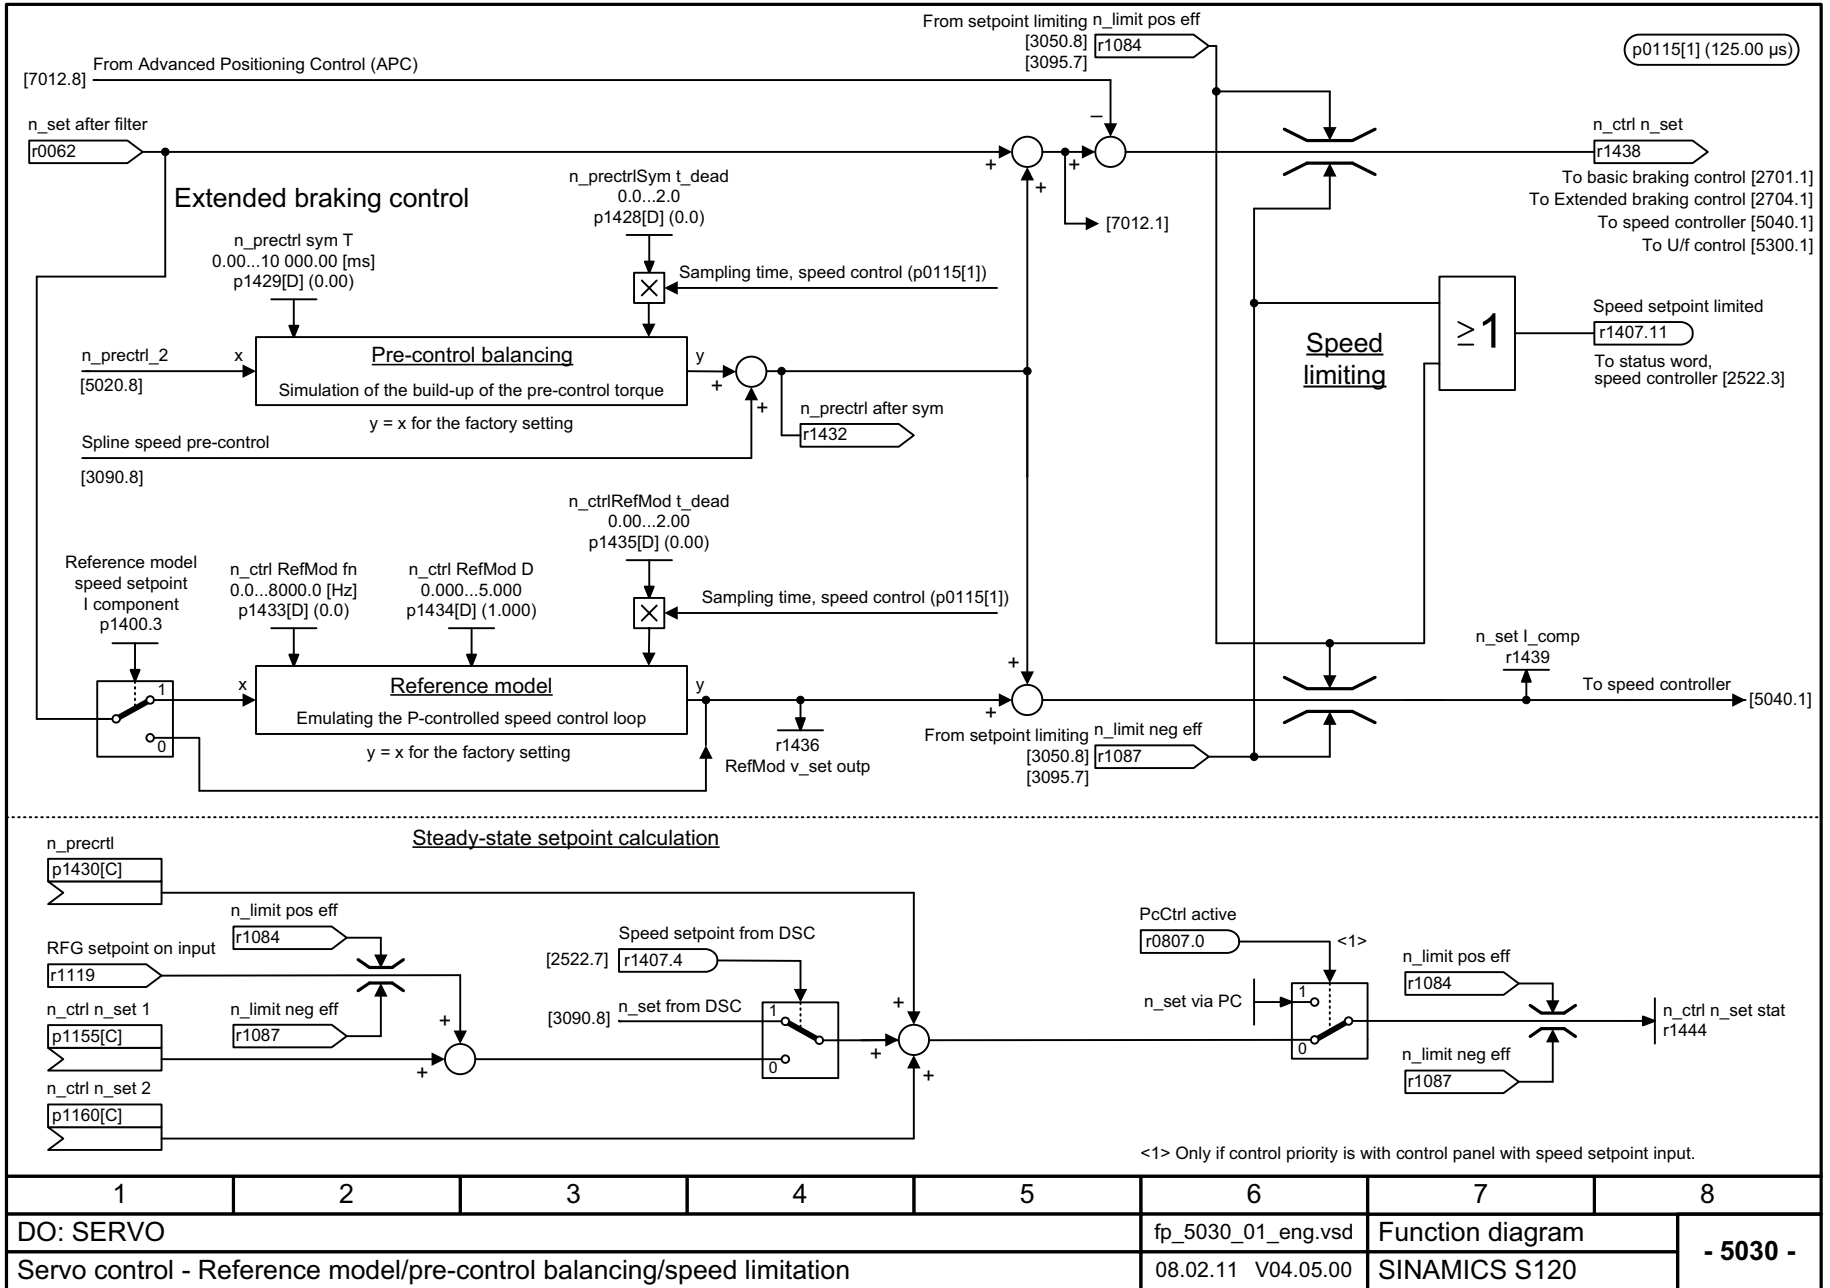 From setpoint limiting n_limit pos eff
[3050.8] r1084
[3095.7]
p0115[1] (125.00 µs)
From Advanced Positioning Control (APC)
[7012.8]
–
n_set after filter
r0062
+
+
+
n_ctrl n_set
r1438
To basic braking control [2701.1]
To Extended braking control [2704.1]
To speed controller [5040.1]
To U/f control [5300.1]
[7012.1]
Extended braking control
n_prectrlSym t_dead
0.0...2.0
p1428[D] (0.0)
n_prectrl sym T
0.00...10 000.00 [ms]
p1429[D] (0.00)
Sampling time, speed control (p0115[1])
n_prectrl_2
[5020.8]
x
Pre-control balancing
Simulation of the build-up of the pre-control torque
y
y = x for the factory setting
+
+
n_prectrl after sym
r1432
Spline speed pre-control
[3090.8]
Speed
limiting
≥1
Speed setpoint limited
r1407.11
To status word,
speed controller [2522.3]
n_ctrlRefMod t_dead
0.00...2.00
p1435[D] (0.00)
Reference model
speed setpoint
I component
p1400.3
n_ctrl RefMod fn
0.0...8000.0 [Hz]
p1433[D] (0.0)
n_ctrl RefMod D
0.000...5.000
p1434[D] (1.000)
Sampling time, speed control (p0115[1])
1
0
x
Reference model
Emulating the P-controlled speed control loop
y
y = x for the factory setting
r1436
RefMod v_set outp
+
+
n_set I_comp
r1439
To speed controller
[5040.1]
From setpoint limiting n_limit neg eff
[3050.8] r1087
[3095.7]
Steady-state setpoint calculation
n_precrtl
p1430[C]
n_limit pos eff
r1084
RFG setpoint on input
r1119
n_ctrl n_set 1
p1155[C]
n_limit neg eff
r1087
n_ctrl n_set 2
p1160[C]
+
+
Speed setpoint from DSC
[2522.7] r1407.4
[3090.8] n_set from DSC
1
0
+
+
+
PcCtrl active
r0807.0
<1>
n_set via PC
1
0
n_limit pos eff
r1084
n_limit neg eff
r1087
n_ctrl n_set stat
r1444
<1> Only if control priority is with control panel with speed setpoint input.
1 2 3 4 5 6 7 8
DO: SERVO
fp_5030_01_eng.vsd
Function diagram
- 5030 -
Servo control - Reference model/pre-control balancing/speed limitation
08.02.11 V04.05.00
SINAMICS S120